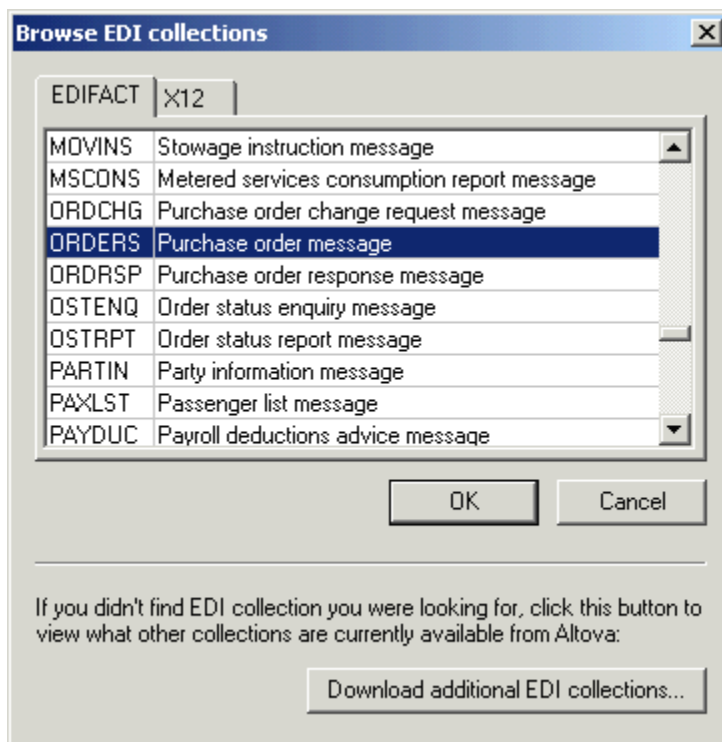 Browse EDI collections
EDIFACT X12
MOVINS Stowage instruction message
MSCONS Metered services consumption report message
ORDCHG Purchase order change request message
ORDERS Purchase order message
ORDRSP Purchase order response message
OSTENQ Order status enquiry message
OSTRPT Order status report message
PARTIN Party information message
PAXLST Passenger list message
PAYDUC Payroll deductions advice message
OK Cancel
If you didn't find EDI collection you were looking for, click this button to
view what other collections are currently available from Altova:
Download additional EDI collections...